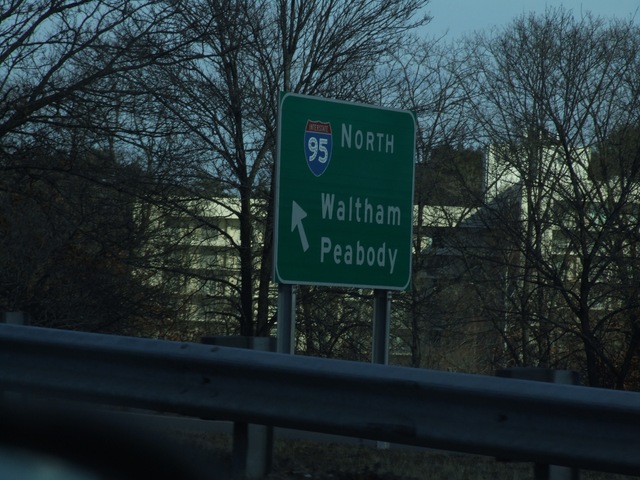 INTERSTATE
95
NORTH
Waltham
Peabody